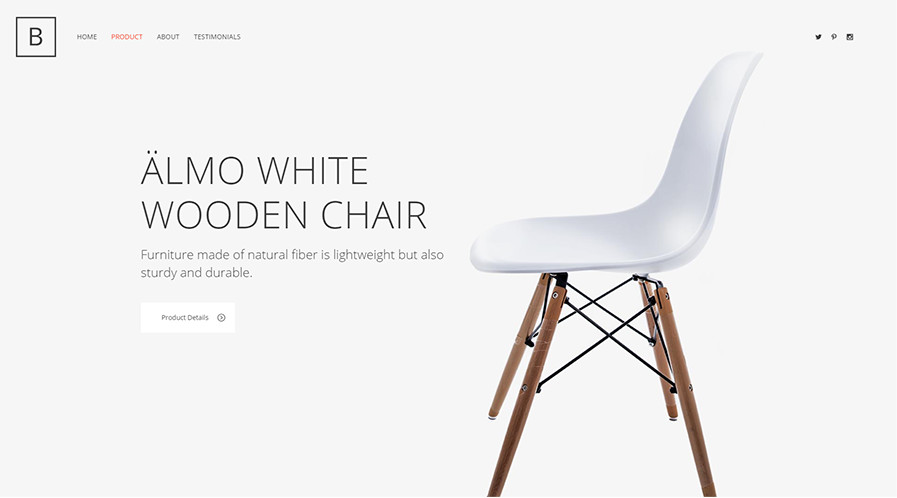 B
HOME PRODUCT ABOUT TESTIMONIALS
ÄLMO WHITE
WOODEN CHAIR
Furniture made of natural fiber is lightweight but also
sturdy and durable.
Product Details